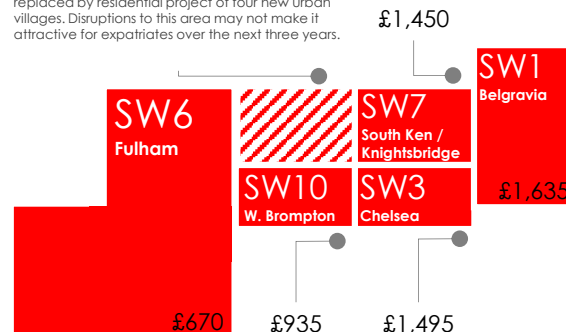 replaced by residential project of four new urban
villages. Disruptions to this area may not make it
attractive for expatriates over the next three years.
£1,450
SW1
Belgravia
SW6
Fulham
SW7
South Ken /
Knightsbridge
£1,635
SW10
W. Brompton
SW3
Chelsea
£670
£935
£1,495